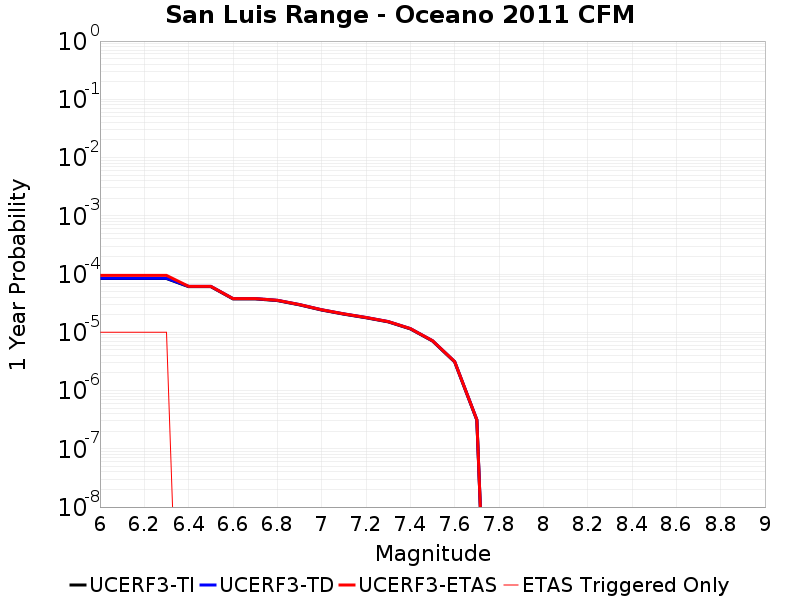 San Luis Range - Oceano 2011 CFM
1 Year Probability
10^0
10^-1
10^-2
10^-3
10^-4
10^-5
10^-6
10^-7
10^-8
6 6.2 6.4 6.6 6.8 7 7.2 7.4 7.6 7.8 8 8.2 8.4 8.6 8.8 9
Magnitude
UCERF3-TI UCERF3-TD UCERF3-ETAS ETAS Triggered Only